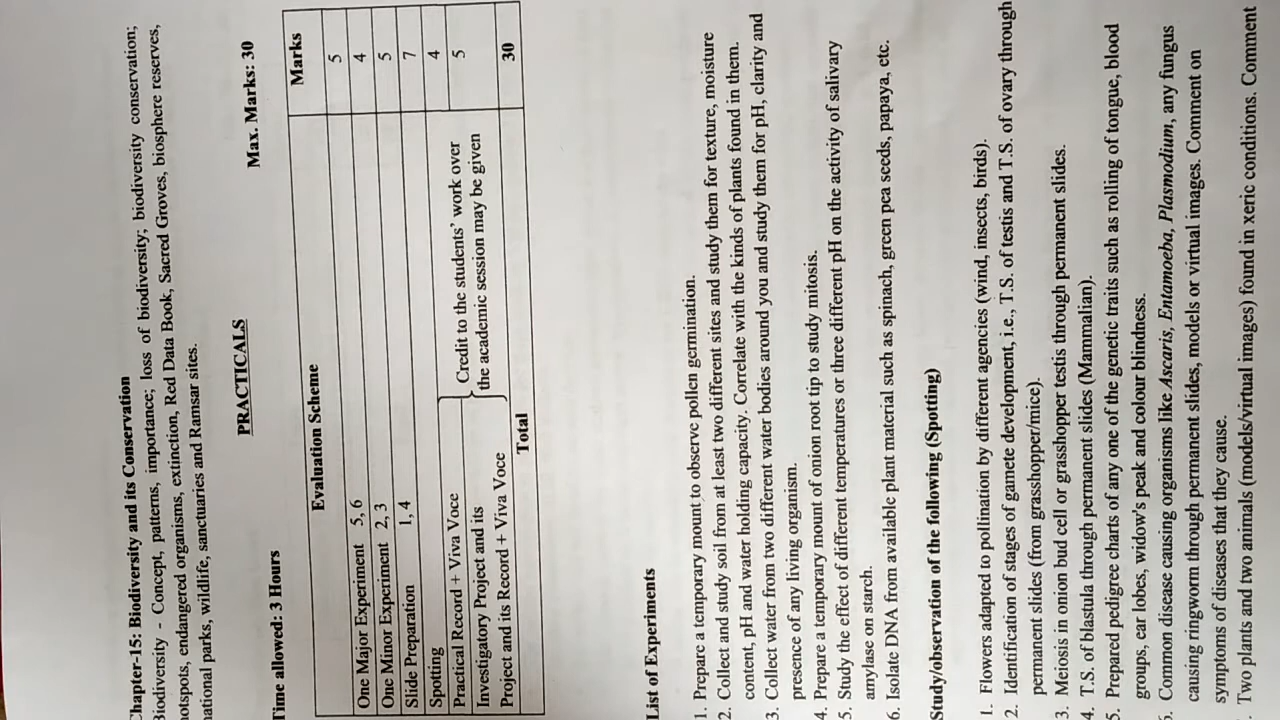 Chapter-15: Biodiversity and its Conservation
Biodiversity - Concept, patterns, importance; loss of biodiversity; biodiversity conservation;
hotspots, endangered organisms, extinction, Red Data Book, Sacred Groves, biosphere reserves,
national parks, wildlife, sanctuaries and Ramsar sites.
PRACTICALS
Time allowed: 3 Hours Max. Marks: 30
Evaluation Scheme Marks
One Major Experiment 5, 6 5
One Minor Experiment 2, 3 4
Slide Preparation 1, 4 5
Spotting 7
Practical Record + Viva Voce Credit to the students' work over 4
Investigatory Project and its the academic session may be given 5
Project and its Record + Viva Voce
Total 30
List of Experiments
1. Prepare a temporary mount to observe pollen germination.
2. Collect and study soil from at least two different sites and study them for texture, moisture
content, pH and water holding capacity. Correlate with the kinds of plants found in them.
3. Collect water from two different water bodies around you and study them for pH, clarity and
presence of any living organism.
4. Prepare a temporary mount of onion root tip to study mitosis.
5. Study the effect of different temperatures or three different pH on the activity of salivary
amylase on starch.
6. Isolate DNA from available plant material such as spinach, green pea seeds, papaya, etc.
Study/observation of the following (Spotting)
1. Flowers adapted to pollination by different agencies (wind, insects, birds).
2. Identification of stages of gamete development, i.e., T.S. of testis and T.S. of ovary through
permanent slides (from grasshopper/mice).
3. Meiosis in onion bud cell or grasshopper testis through permanent slides.
4. T.S. of blastula through permanent slides (Mammalian).
5. Prepared pedigree charts of any one of the genetic traits such as rolling of tongue, blood
groups, ear lobes, widow's peak and colour blindness.
Common disease causing organisms like Ascaris, Entamoeba, Plasmodium, any fungus
causing ringworm through permanent slides, models or virtual images. Comment on
symptoms of diseases that they cause.
Two plants and two animals (models/virtual images) found in xeric conditions. Comment